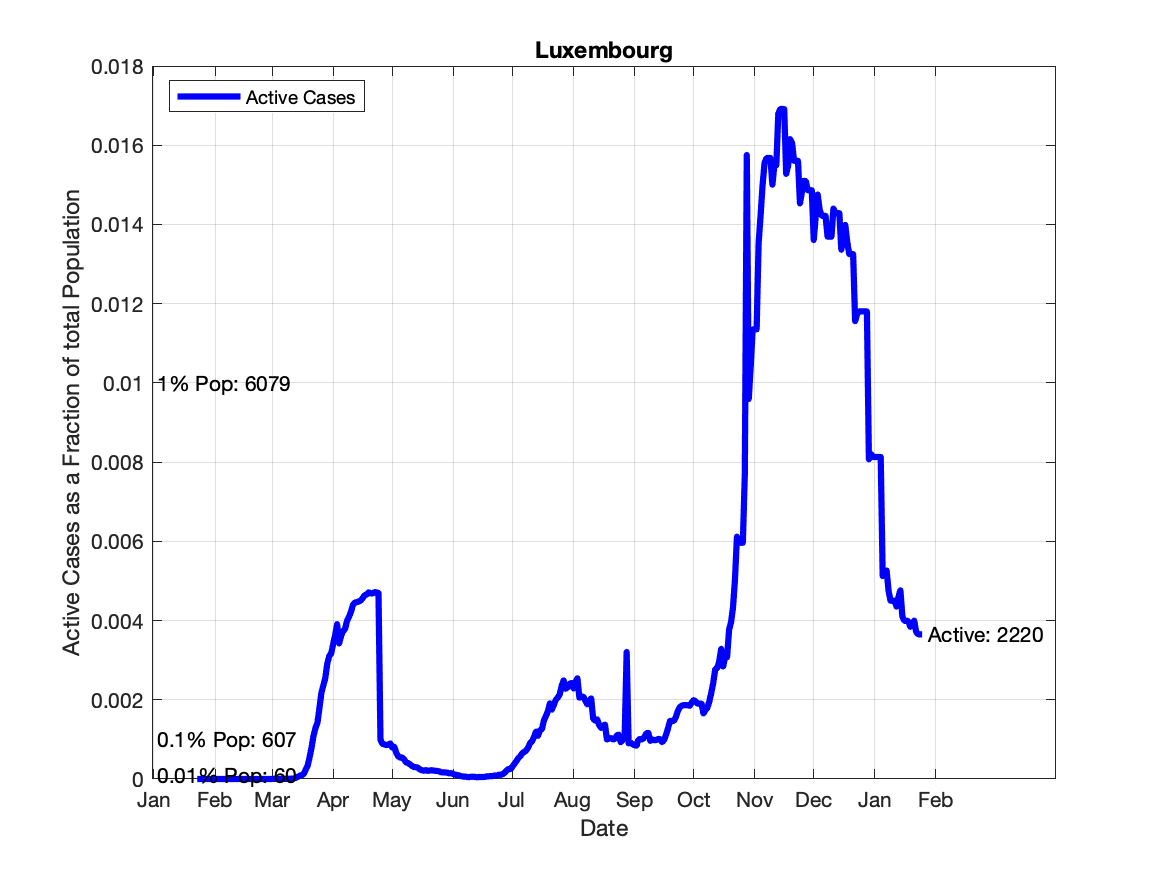 Luxembourg
Active Cases
Active Cases as a Fraction of total Population
0.018
0.016
0.014
0.012
0.01
0.008
0.006
0.004
0.002
0
1% Pop: 6079
0.1% Pop: 607
0.01% Pop: 60
Active: 2220
Jan Feb Mar Apr May Jun Jul Aug Sep Oct Nov Dec Jan Feb
Date